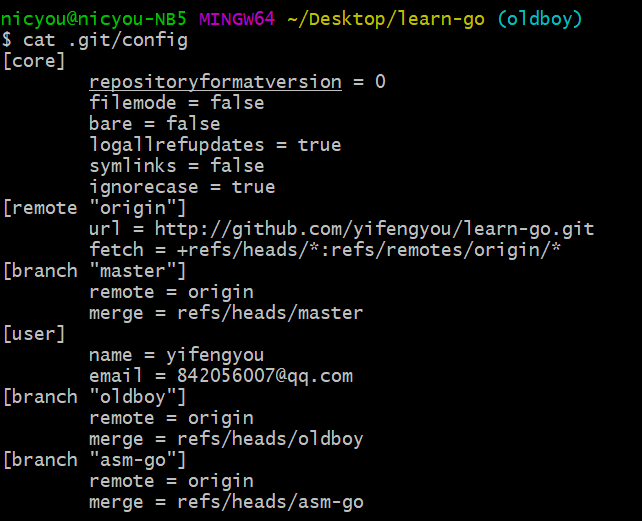 nicyou@nicyou-NB5 MINGW64 ~/Desktop/learn-go (oldboy)
$ cat .git/config
[core]
        repositoryformatversion = 0
        filemode = false
        bare = false
        logallrefupdates = true
        symlinks = false
        ignorecase = true
[remote "origin"]
        url = http://github.com/yifengyou/learn-go.git
        fetch = +refs/heads/*:refs/remotes/origin/*
[branch "master"]
        remote = origin
        merge = refs/heads/master
[user]
        name = yifengyou
        email = 842056007@qq.com
[branch "oldboy"]
        remote = origin
        merge = refs/heads/oldboy
[branch "asm-go"]
        remote = origin
        merge = refs/heads/asm-go